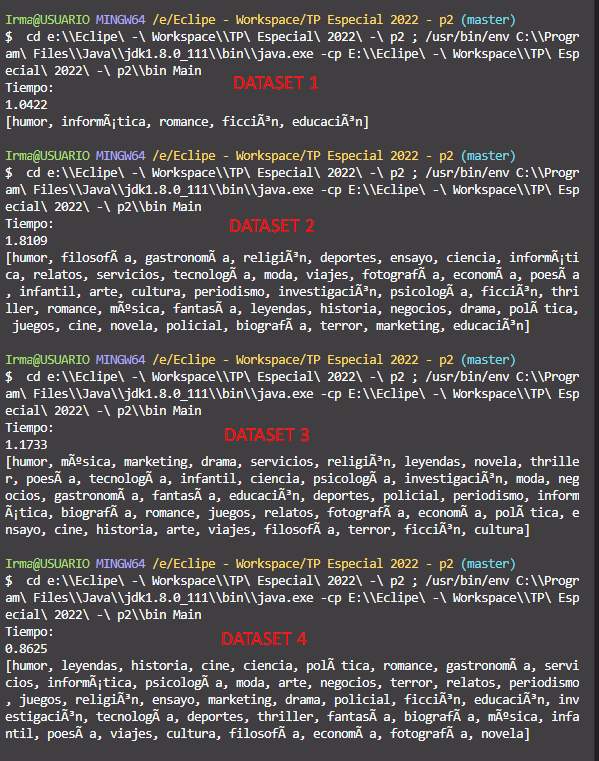 Irma@USUARIO MINGW64 /e/Eclipe - Workspace/TP Especial 2022 - p2 (master)
$  cd e:\\Eclipe\ -\ Workspace\\TP\ Especial\ 2022\ -\ p2 ; /usr/bin/env C:\\Progr
am\ Files\\Java\\jdk1.8.0_111\\bin\\java.exe -cp E:\\Eclipe\ -\ Workspace\\TP\ Esp
ecial\ 2022\ -\ p2\\bin Main
DATASET 1
Tiempo:
1.0422
[humor, informÃ¡tica, romance, ficciÃ³n, educaciÃ³n]
Irma@USUARIO MINGW64 /e/Eclipe - Workspace/TP Especial 2022 - p2 (master)
$  cd e:\\Eclipe\ -\ Workspace\\TP\ Especial\ 2022\ -\ p2 ; /usr/bin/env C:\\Progr
am\ Files\\Java\\jdk1.8.0_111\\bin\\java.exe -cp E:\\Eclipe\ -\ Workspace\\TP\ Esp
ecial\ 2022\ -\ p2\\bin Main
DATASET 2
Tiempo:
1.8109
[humor, filosofÃ a, gastronomÃ a, religiÃ³n, deportes, ensayo, ciencia, informÃ¡ti
ca, relatos, servicios, tecnologÃ a, moda, viajes, fotografÃ a, economÃ a, poesÃ a
, infantil, arte, cultura, periodismo, investigaciÃ³n, psicologÃ a, ficciÃ³n, thri
ller, romance, mÃºsica, fantasÃ a, leyendas, historia, negocios, drama, polÃ tica,
 juegos, cine, novela, policial, biografÃ a, terror, marketing, educaciÃ³n]
Irma@USUARIO MINGW64 /e/Eclipe - Workspace/TP Especial 2022 - p2 (master)
$  cd e:\\Eclipe\ -\ Workspace\\TP\ Especial\ 2022\ -\ p2 ; /usr/bin/env C:\\Progr
am\ Files\\Java\\jdk1.8.0_111\\bin\\java.exe -cp E:\\Eclipe\ -\ Workspace\\TP\ Esp
ecial\ 2022\ -\ p2\\bin Main
Tiempo:
DATASET 3
1.1733
[humor, mÃºsica, marketing, drama, servicios, religiÃ³n, leyendas, novela, thrille
r, poesÃ a, tecnologÃ a, infantil, ciencia, psicologÃ a, investigaciÃ³n, moda, neg
ocios, gastronomÃ a, fantasÃ a, educaciÃ³n, deportes, policial, periodismo, inform
Ã¡tica, biografÃ a, romance, juegos, relatos, fotografÃ a, economÃ a, polÃ tica, e
nsayo, cine, historia, arte, viajes, filosofÃ a, terror, ficciÃ³n, cultura]
Irma@USUARIO MINGW64 /e/Eclipe - Workspace/TP Especial 2022 - p2 (master)
$  cd e:\\Eclipe\ -\ Workspace\\TP\ Especial\ 2022\ -\ p2 ; /usr/bin/env C:\\Progr
am\ Files\\Java\\jdk1.8.0_111\\bin\\java.exe -cp E:\\Eclipe\ -\ Workspace\\TP\ Esp
ecial\ 2022\ -\ p2\\bin Main
Tiempo:
DATASET 4
0.8625
[humor, leyendas, historia, cine, ciencia, polÃ tica, romance, gastronomÃ a, servi
cios, informÃ¡tica, psicologÃ a, moda, arte, negocios, terror, relatos, periodismo
, juegos, religiÃ³n, ensayo, marketing, drama, policial, ficciÃ³n, educaciÃ³n, inv
estigaciÃ³n, tecnologÃ a, deportes, thriller, fantasÃ a, biografÃ a, mÃºsica, infa
ntil, poesÃ a, viajes, cultura, filosofÃ a, economÃ a, fotografÃ a, novela]